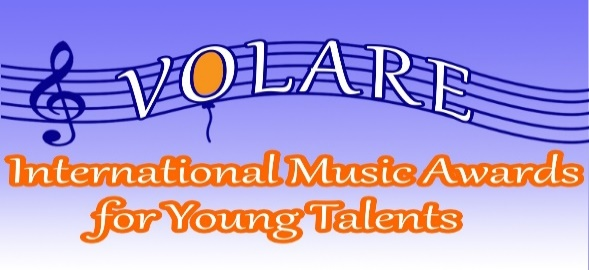 VOLARE
International Music Awards
for Young Talents